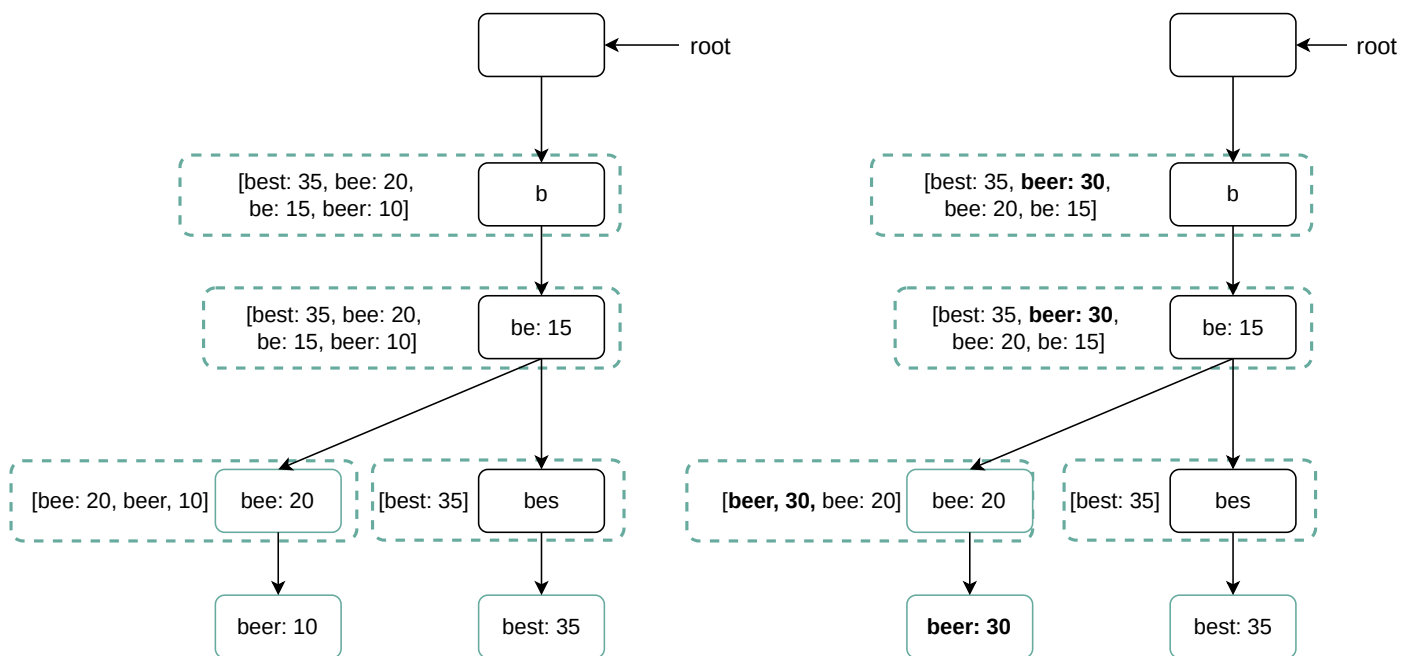 root
[best: 35, bee: 20,
be: 15, beer: 10]
b
[best: 35, bee: 20,
be: 15, beer: 10]
be: 15
[bee: 20, beer, 10]
bee: 20
[best: 35]
bes
beer: 10
best: 35
root
[best: 35, beer: 30,
bee: 20, be: 15]
b
[best: 35, beer: 30,
bee: 20, be: 15]
be: 15
[beer, 30, bee: 20]
bee: 20
[best: 35]
bes
beer: 30
best: 35